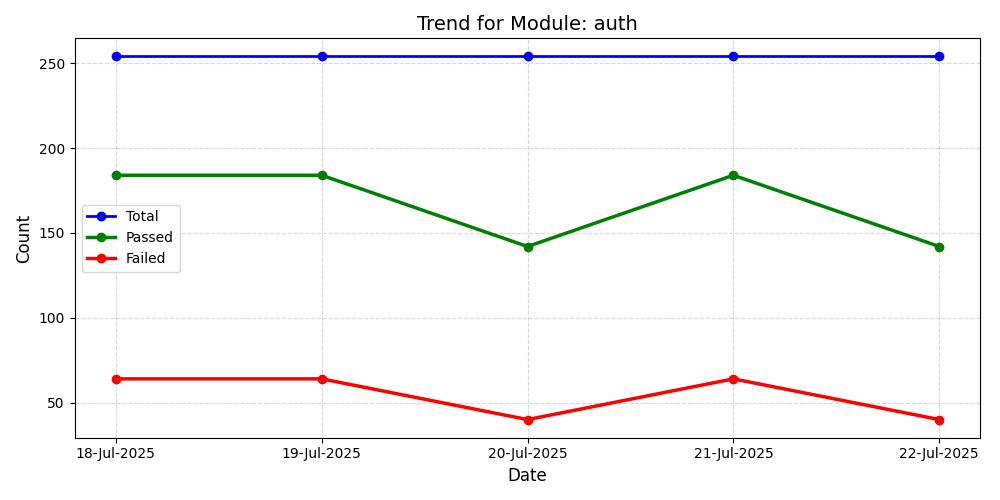 Trend for Module: auth
250
200
150
100
50
Count
Total
Passed
Failed
18-Jul-2025
19-Jul-2025
20-Jul-2025
21-Jul-2025
22-Jul-2025
Date